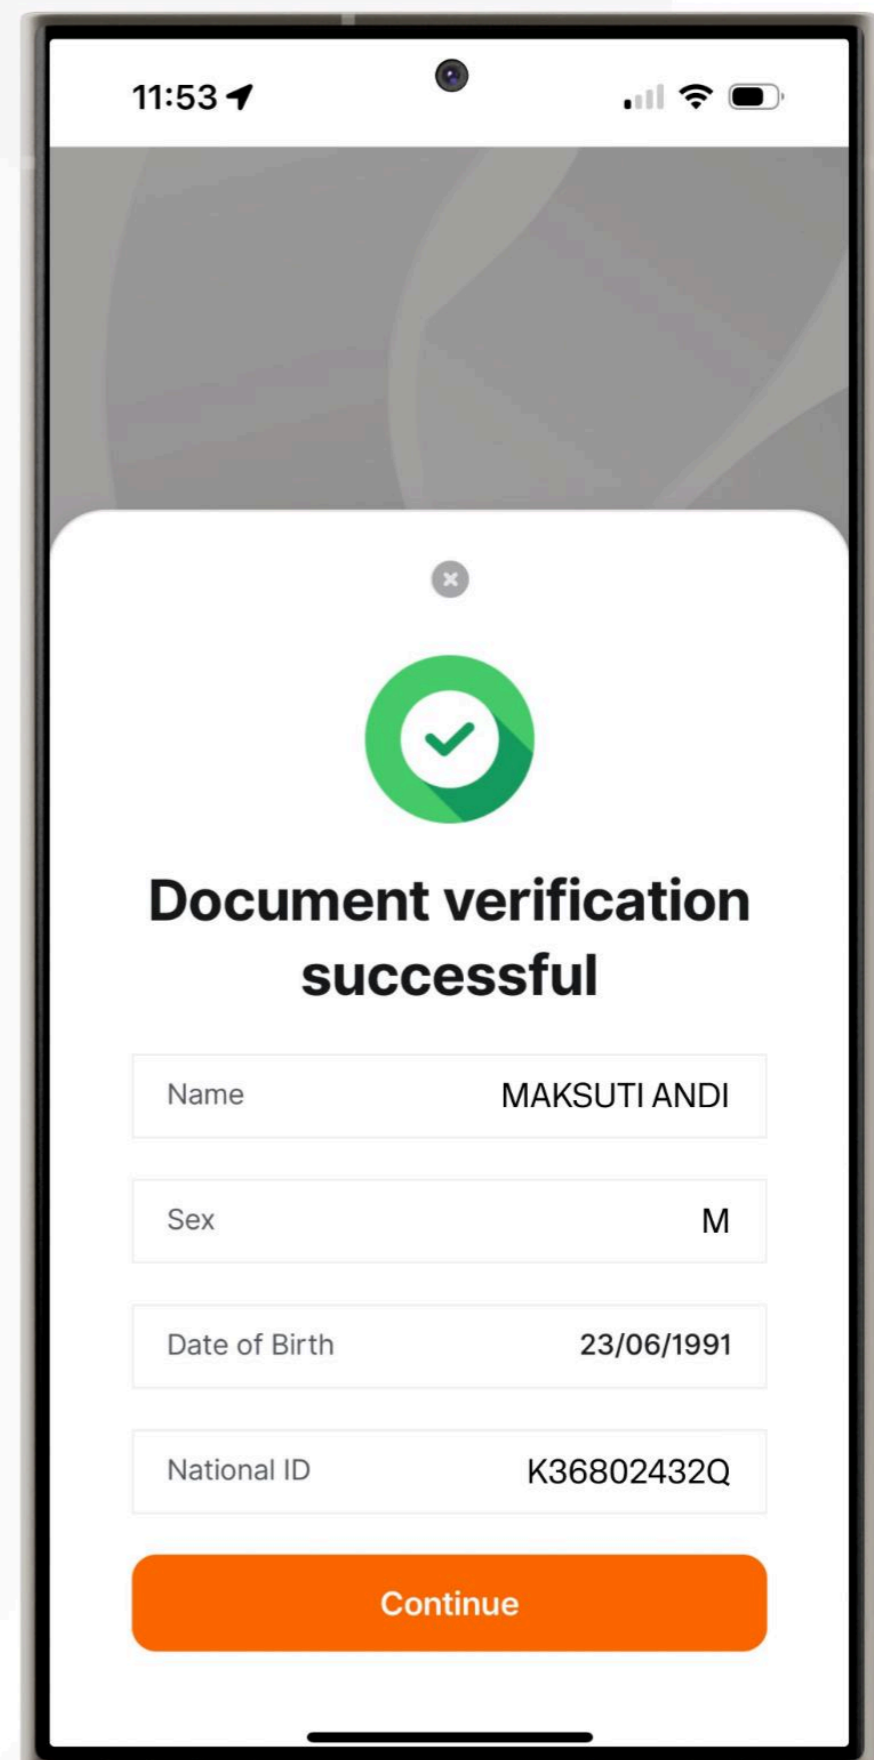 11:53
Document verification
successful
Name MAKSUTI ANDI
Sex M
Date of Birth 23/06/1991
National ID K36802432Q
Continue